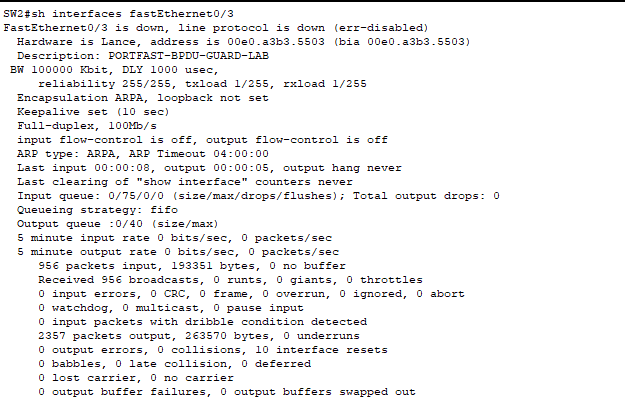 SW2#sh interfaces fastEthernet0/3
FastEthernet0/3 is down, line protocol is down (err-disabled)
Hardware is Lance, address is 00e0.a3b3.5503 (bia 00e0.a3b3.5503)
Description: PORTFAST-BPDU-GUARD-LAB
BW 100000 Kbit, DLY 1000 usec,
reliability 255/255, txload 1/255, rxload 1/255
Encapsulation ARPA, loopback not set
Keepalive set (10 sec)
Full-duplex, 100Mb/s
input flow-control is off, output flow-control is off
ARP type: ARPA, ARP Timeout 04:00:00
Last input 00:00:08, output 00:00:05, output hang never
Last clearing of "show interface" counters never
Input queue: 0/75/0/0 (size/max/drops/flushes); Total output drops: 0
Queueing strategy: fifo
Output queue :0/40 (size/max)
5 minute input rate 0 bits/sec, 0 packets/sec
5 minute output rate 0 bits/sec, 0 packets/sec
956 packets input, 193351 bytes, 0 no buffer
Received 956 broadcasts, 0 runts, 0 giants, 0 throttles
0 input errors, 0 CRC, 0 frame, 0 overrun, 0 ignored, 0 abort
0 watchdog, 0 multicast, 0 pause input
0 input packets with dribble condition detected
2357 packets output, 263570 bytes, 0 underruns
0 output errors, 0 collisions, 10 interface resets
0 babbles, 0 late collision, 0 deferred
0 lost carrier, 0 no carrier
0 output buffer failures, 0 output buffers swapped out